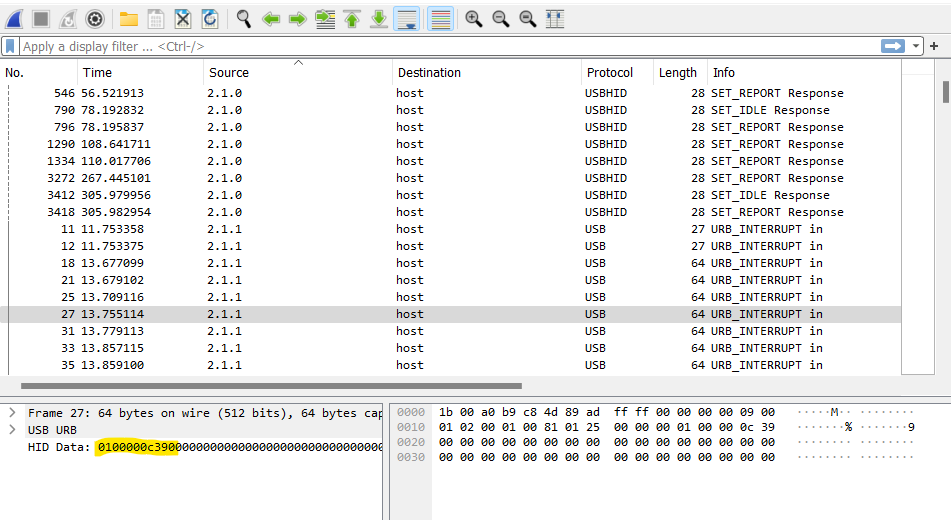 Apply a display filter ... <Ctrl-/>
No. Time Source Destination Protocol Length Info
546 56.521913 2.1.0 host USBHID 28 SET_REPORT Response
790 78.192832 2.1.0 host USBHID 28 SET_IDLE Response
796 78.195837 2.1.0 host USBHID 28 SET_REPORT Response
1290 108.641711 2.1.0 host USBHID 28 SET_REPORT Response
1334 110.017706 2.1.0 host USBHID 28 SET_REPORT Response
3272 267.445101 2.1.0 host USBHID 28 SET_REPORT Response
3412 305.979956 2.1.0 host USBHID 28 SET_IDLE Response
3418 305.982954 2.1.0 host USBHID 28 SET_REPORT Response
11 11.753358 2.1.1 host USB 27 URB_INTERRUPT in
12 11.753375 2.1.1 host USB 27 URB_INTERRUPT in
18 13.677099 2.1.1 host USB 64 URB_INTERRUPT in
21 13.679102 2.1.1 host USB 64 URB_INTERRUPT in
25 13.709116 2.1.1 host USB 64 URB_INTERRUPT in
27 13.755114 2.1.1 host USB 64 URB_INTERRUPT in
31 13.779113 2.1.1 host USB 64 URB_INTERRUPT in
33 13.857115 2.1.1 host USB 64 URB_INTERRUPT in
35 13.859100 2.1.1 host USB 64 URB_INTERRUPT in
Frame 27: 64 bytes on wire (512 bits), 64 bytes cap
USB URB
HID Data: 0100000c39000000000000000000000000000000
0000 1b 00 a0 b9 c8 4d 89 ad ff ff 00 00 00 00 09 00 ·····M·· ········
0010 01 02 00 01 00 81 01 25 00 00 00 01 00 00 0c 39 ·······% ·······9
0020 00 00 00 00 00 00 00 00 00 00 00 00 00 00 00 00 ········ ········
0030 00 00 00 00 00 00 00 00 00 00 00 00 00 00 00 00 ········ ········